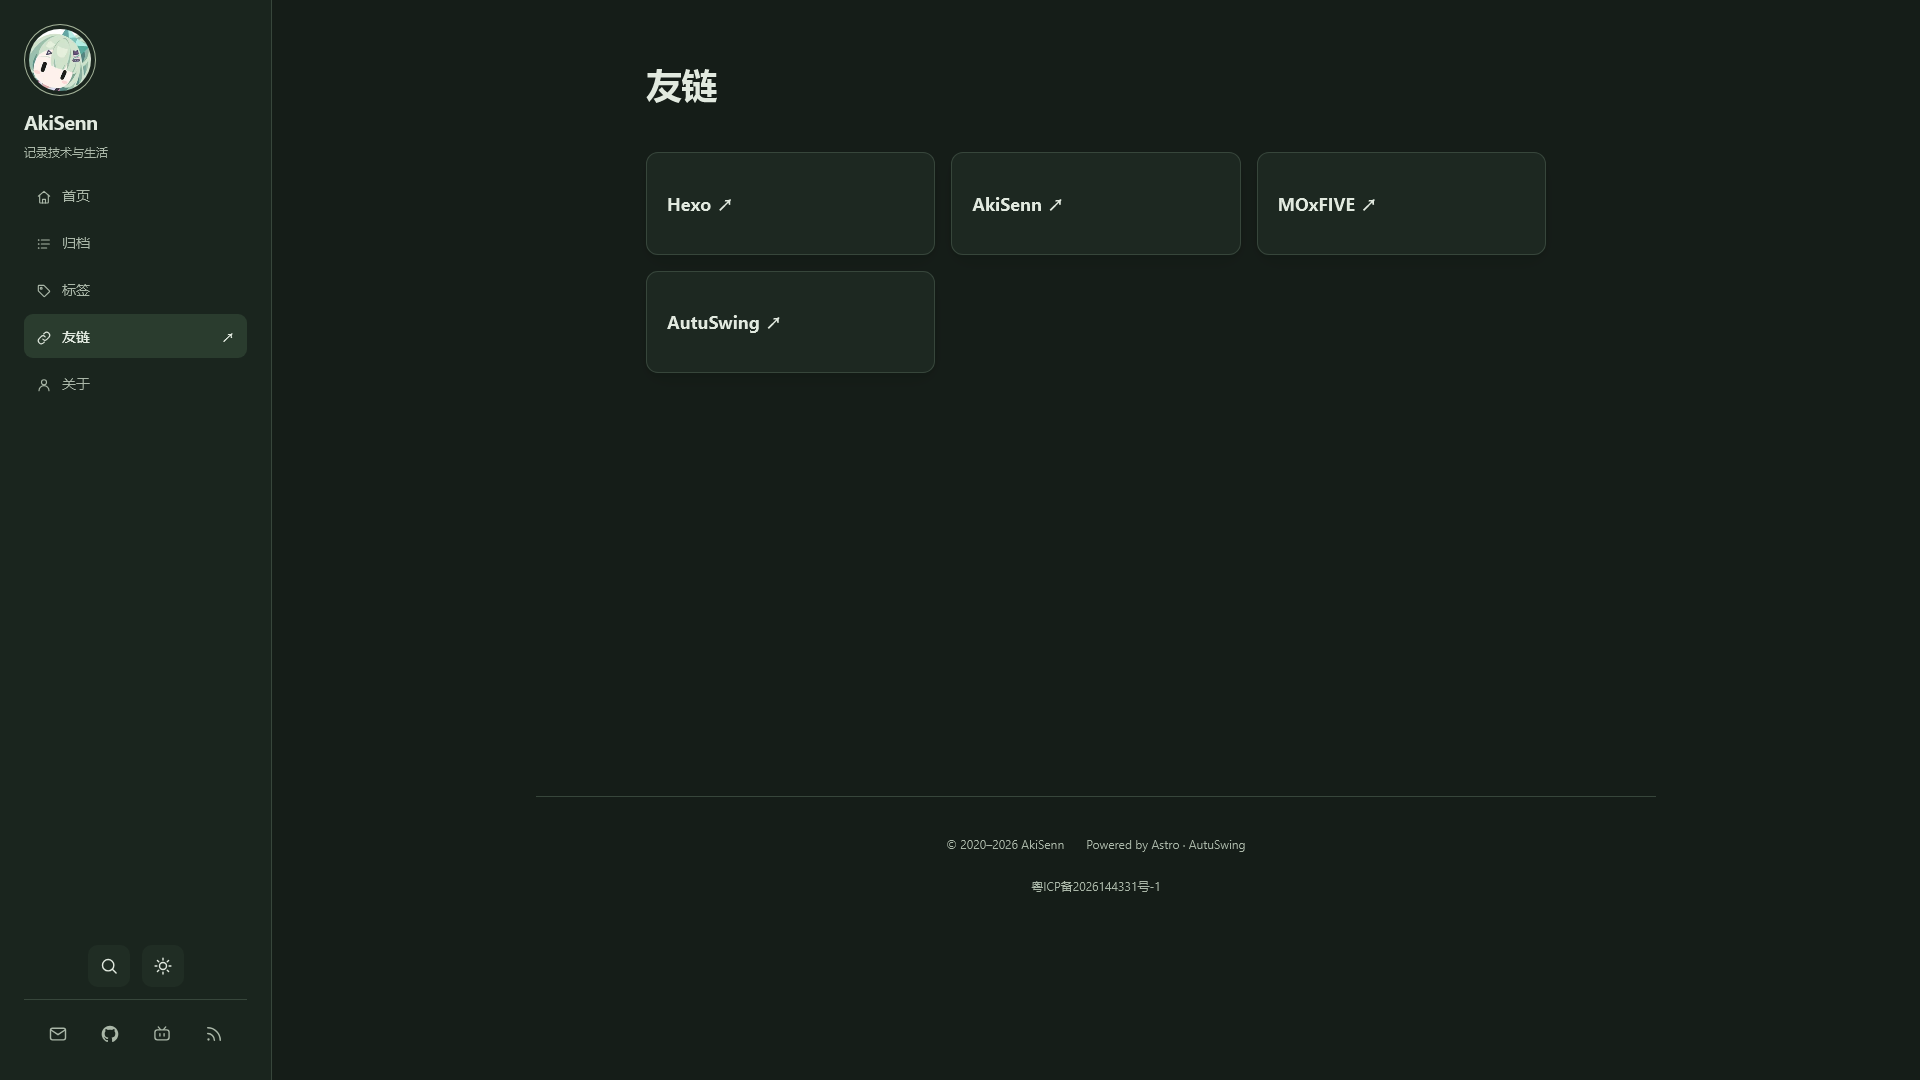 AkiSenn
记录技术与生活
首页
归档
标签
友链 ↗
关于
友链
Hexo ↗
AkiSenn ↗
MOxFIVE ↗
AutuSwing ↗
© 2020–2026 AkiSenn Powered by Astro · AutuSwing
粤ICP备2026144331号-1